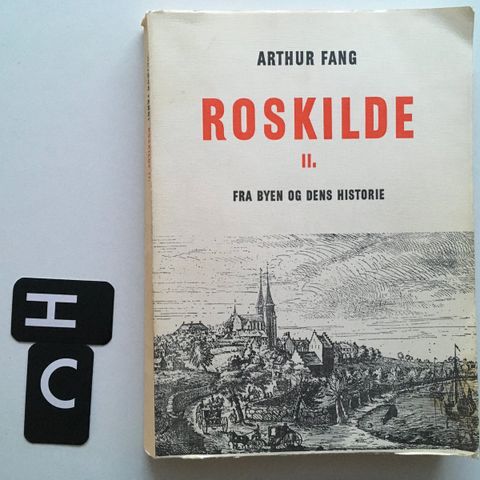 ARTHUR FANG
ROSKILDE
II.
FRA BYEN OG DENS HISTORIE
H
C